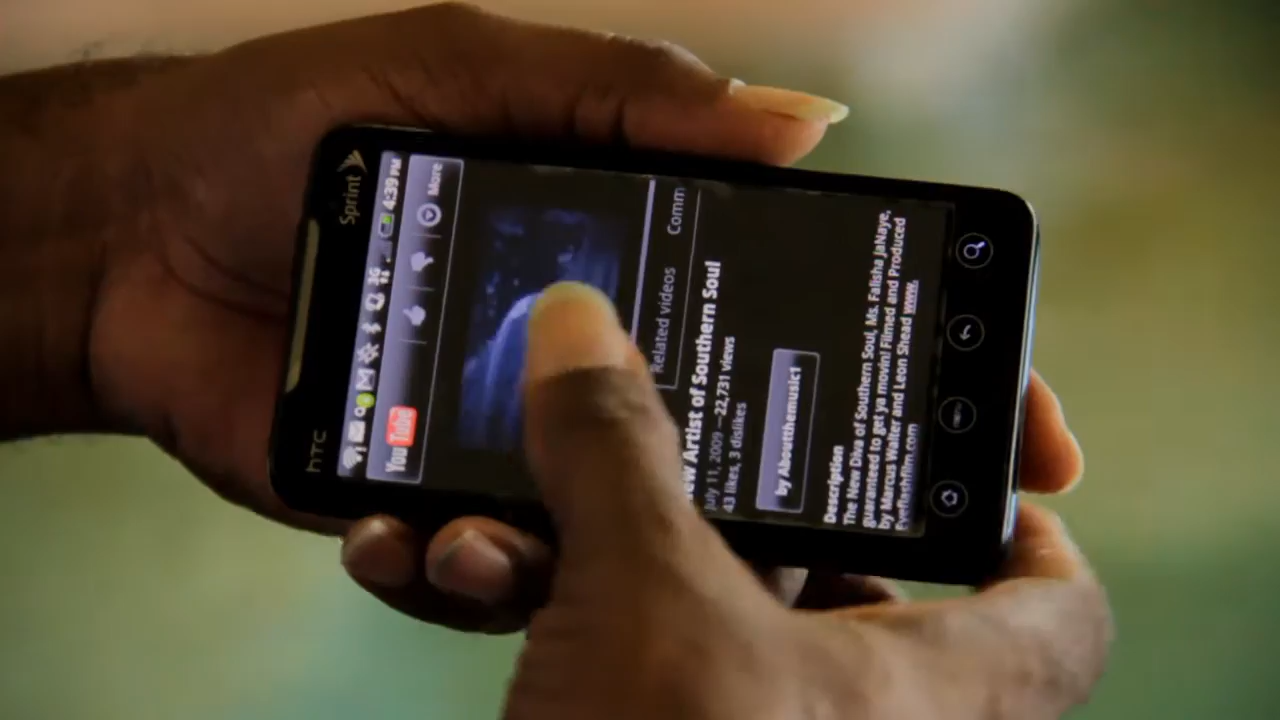 Sprint
hTC
3G 4:39 PM
You Tube
More
Related videos
Comm
ew Artist of Southern Soul
July 11, 2009 — 22,731 views
43 likes, 3 dislikes
by Aboutthemusic1
Description
The New Diva of Southern Soul, Ms. Falisha JaNaye,
guaranteed to get ya movin! Filmed and Produced
by Marcus Walter and Leon Shead www.
Eyeflashfilm.com